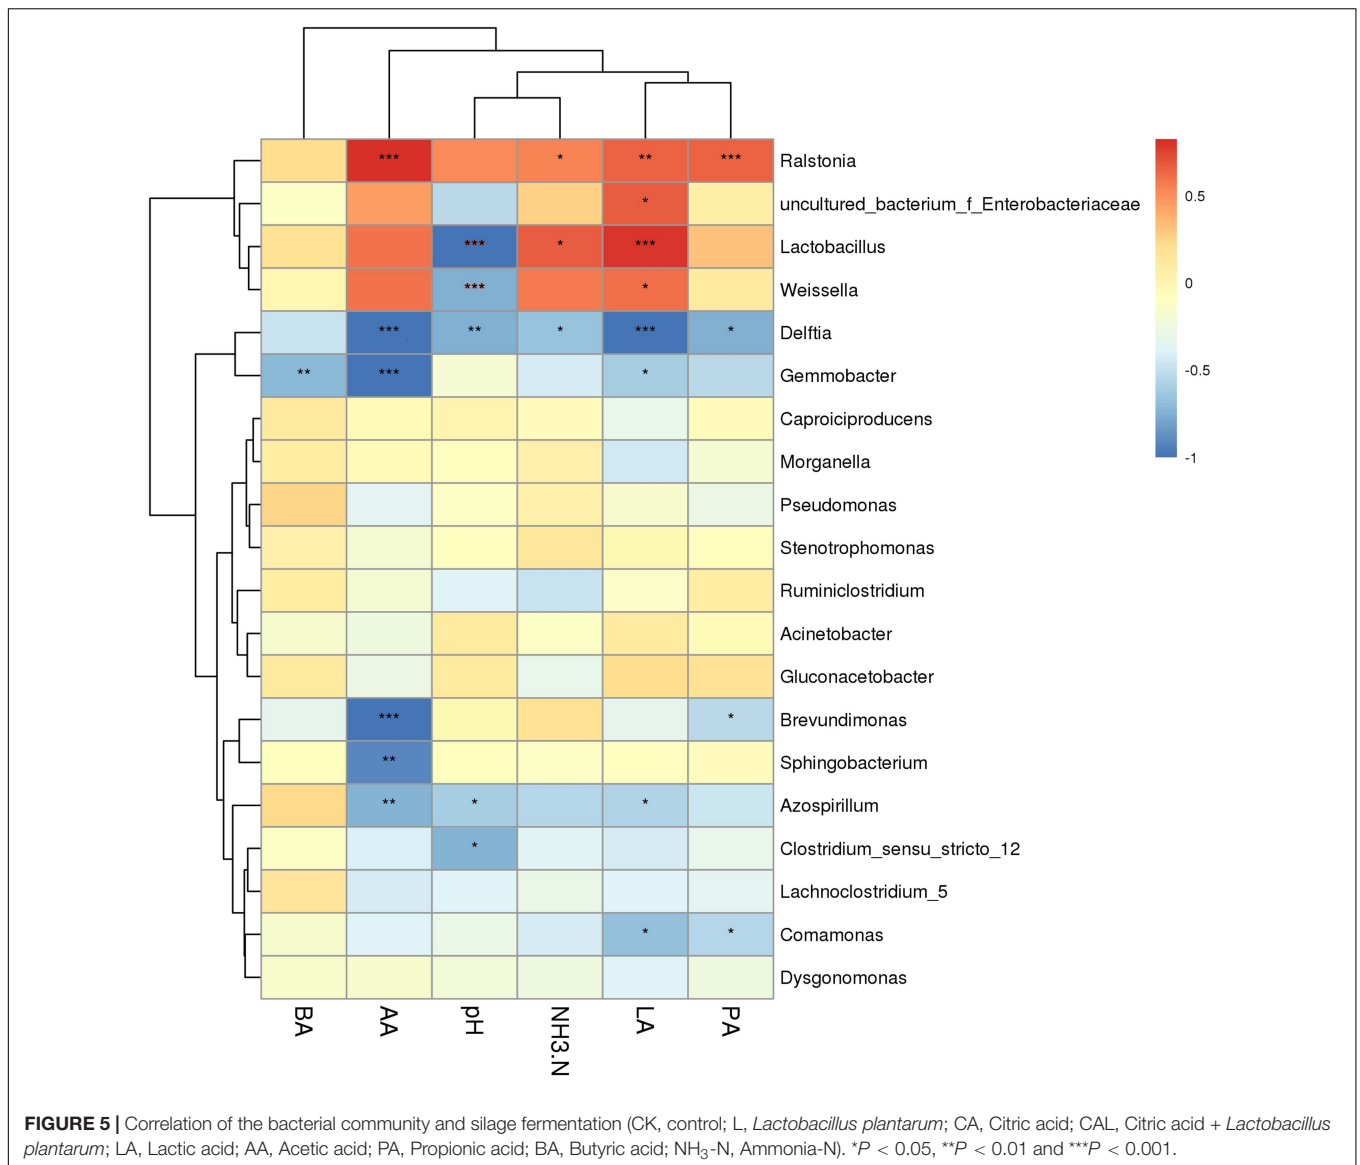 *** * ** *** Ralstonia
* uncultured_bacterium_f_Enterobacteriaceae
*** * *** Lactobacillus
*** * Weissella
*** ** * *** * Delftia
** *** * Gemmobacter
Caproiciproducens
Morganella
Pseudomonas
Stenotrophomonas
Ruminiclostridium
Acinetobacter
Gluconacetobacter
*** * Brevundimonas
** Sphingobacterium
** * * Azospirillum
* Clostridium_sensu_stricto_12
Lachnoclostridium_5
* * Comamonas
Dysgonomonas
0.5
0
-0.5
-1
BA AA pH NH3.N LA PA
FIGURE 5 | Correlation of the bacterial community and silage fermentation (CK, control; L, Lactobacillus plantarum; CA, Citric acid; CAL, Citric acid + Lactobacillus
plantarum; LA, Lactic acid; AA, Acetic acid; PA, Propionic acid; BA, Butyric acid; NH3-N, Ammonia-N). *P < 0.05, **P < 0.01 and ***P < 0.001.